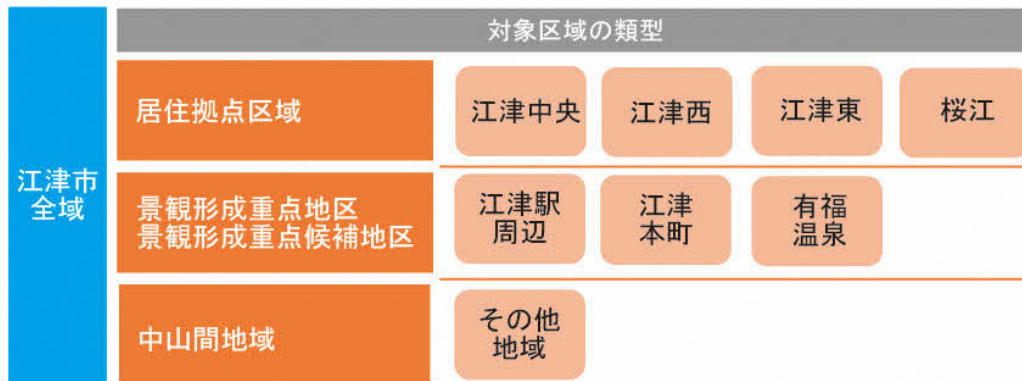 対象区域の類型
江津市
全域
居住拠点区域
江津中央
江津西
江津東
桜江
景観形成重点地区
景観形成重点候補地区
江津駅
周辺
江津
本町
有福
温泉
中山間地域
その他
地域